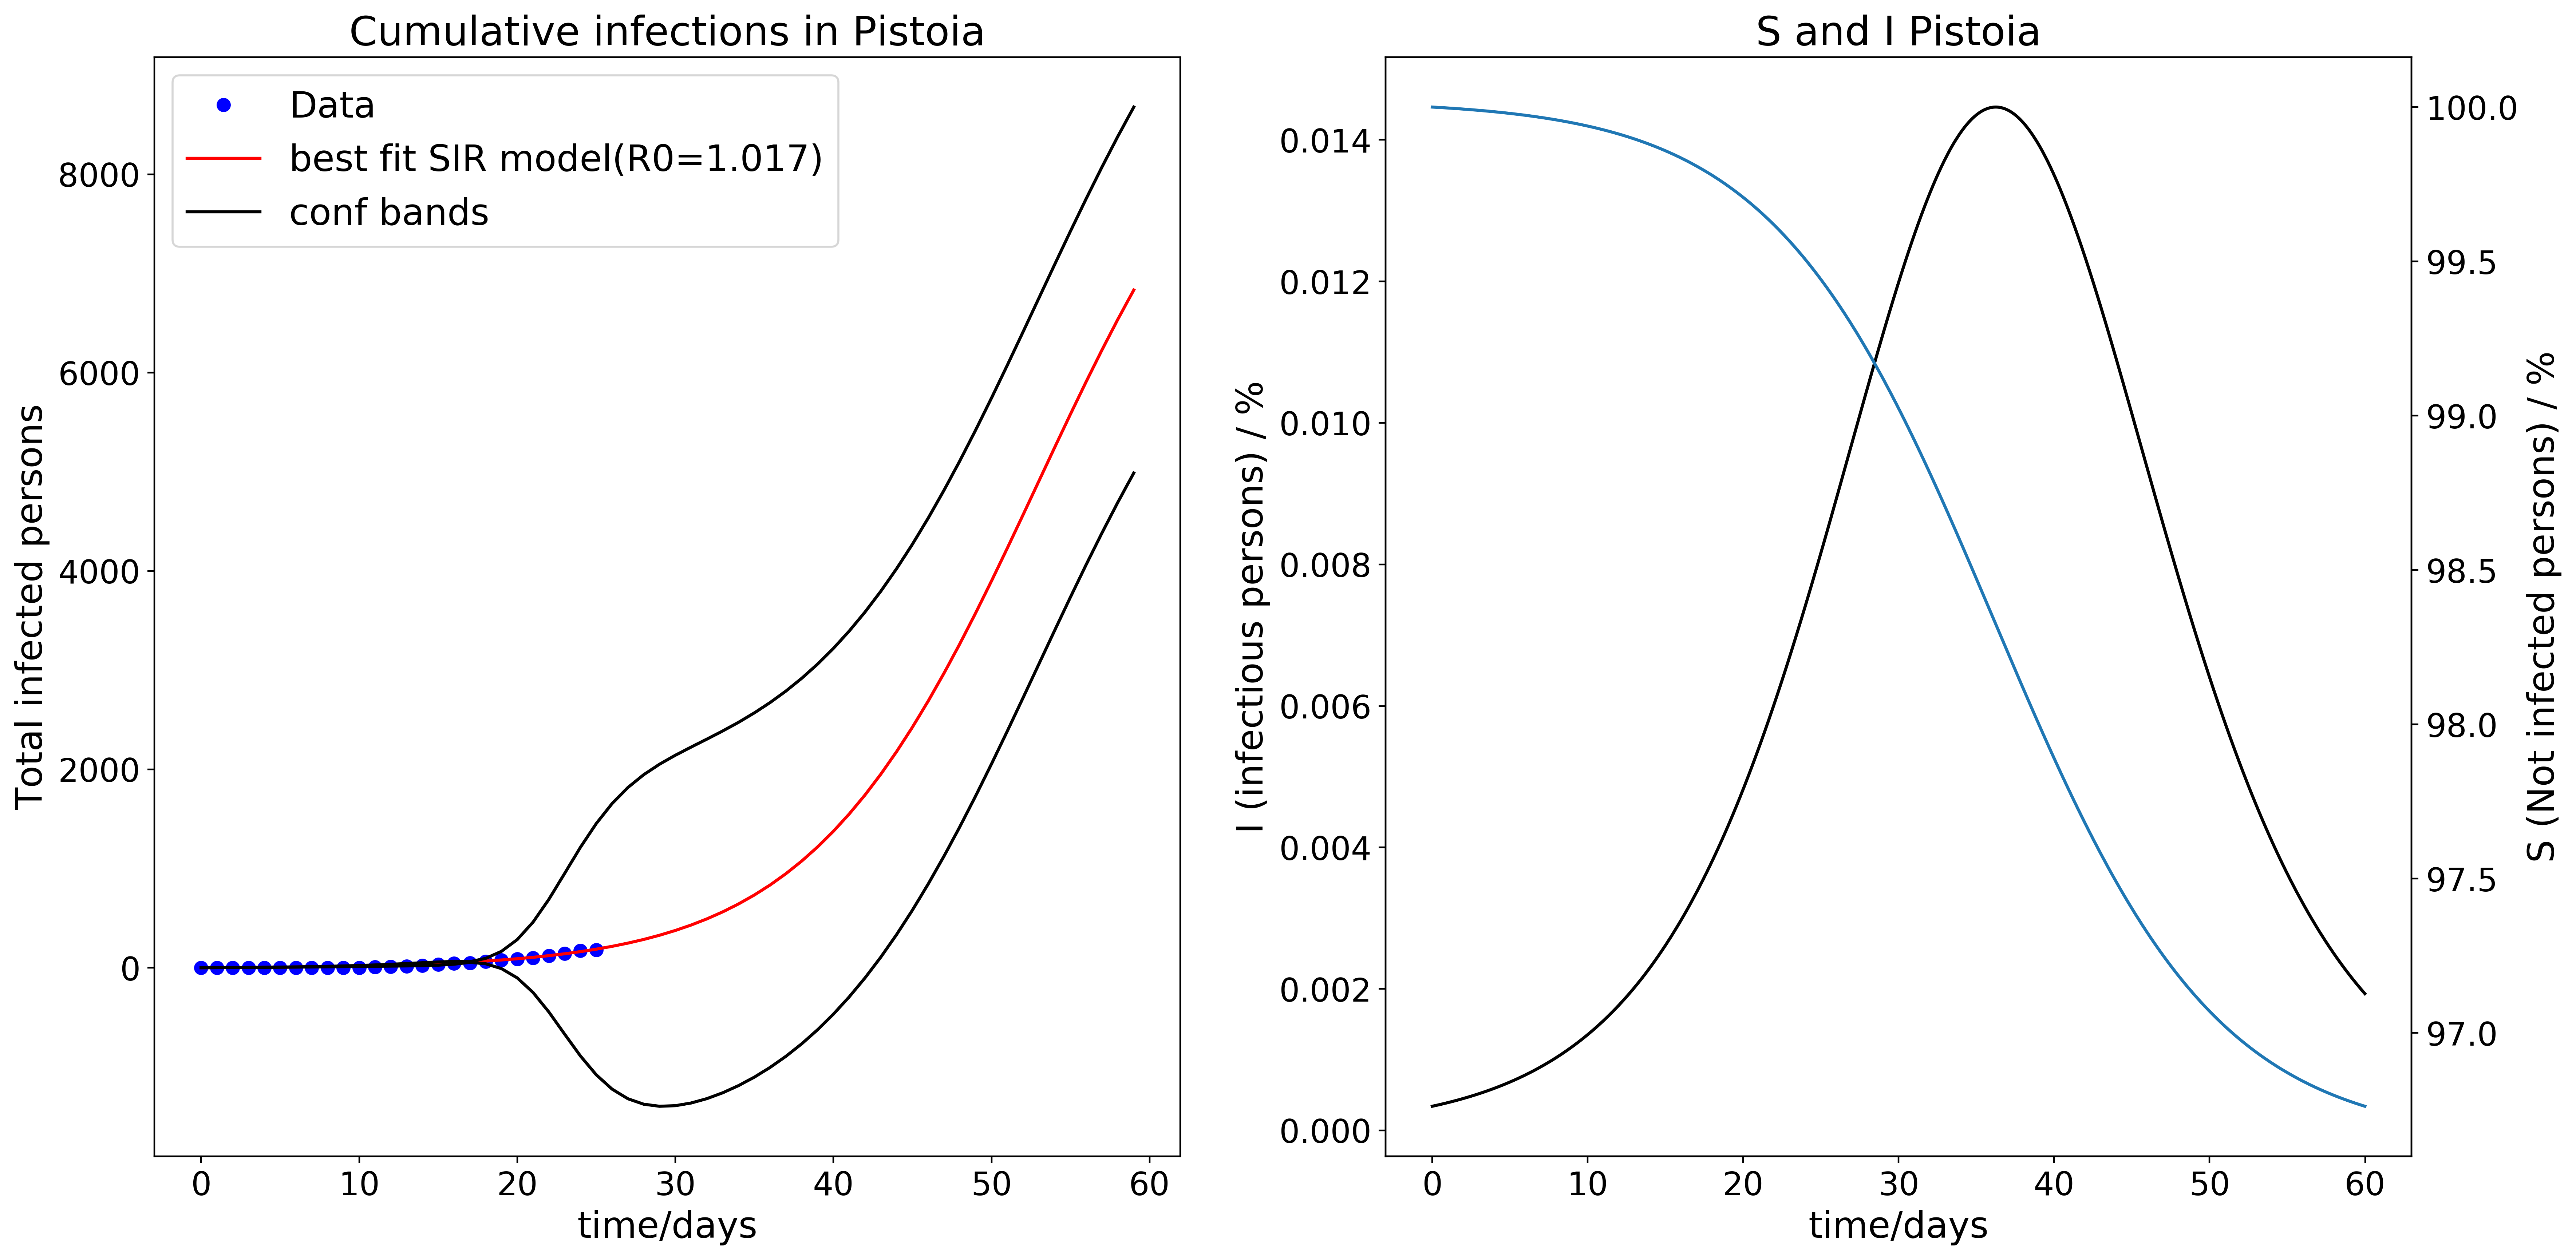 Cumulative infections in Pistoia
Data
best fit SIR model(R0=1.017)
conf bands
Total infected persons
8000
6000
4000
2000
0
0 10 20 30 40 50 60
time/days
S and I Pistoia
I (infectious persons) / %
0.014
0.012
0.010
0.008
0.006
0.004
0.002
0.000
0 10 20 30 40 50 60
time/days
100.0
99.5
99.0
98.5
98.0
97.5
97.0
S (Not infected persons) / %